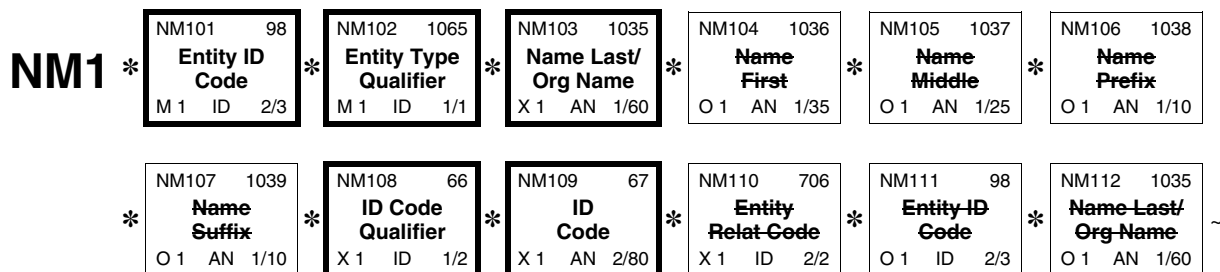 NM101 98 NM102 1065 NM103 1035 NM104 1036 NM105 1037 NM106 1038
NM1 * Entity ID Code * Entity Type Qualifier * Name Last/ Org Name * Name First * Name Middle * Name Prefix
M 1 ID 2/3 M 1 ID 1/1 X 1 AN 1/60 O 1 AN 1/35 O 1 AN 1/25 O 1 AN 1/10
NM107 1039 NM108 66 NM109 67 NM110 706 NM111 98 NM112 1035
* Name Suffix * ID Code Qualifier * ID Code * Entity Relat Code * Entity ID Code * Name Last/ Org Name ~
O 1 AN 1/10 X 1 ID 1/2 X 1 AN 2/80 X 1 ID 2/2 O 1 ID 2/3 O 1 AN 1/60